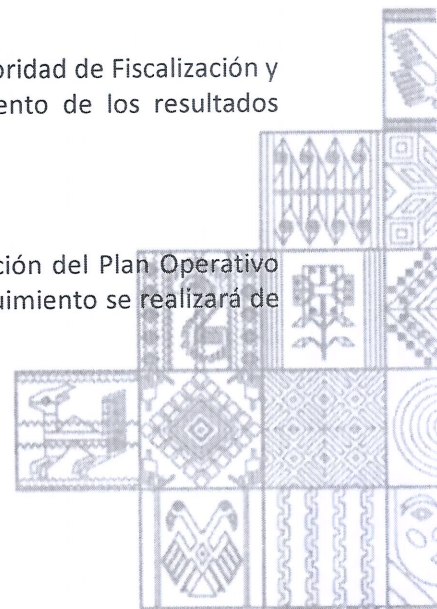 oridad de Fiscalización y
ento de los resultados
ción del Plan Operativo
uimiento se realizará de